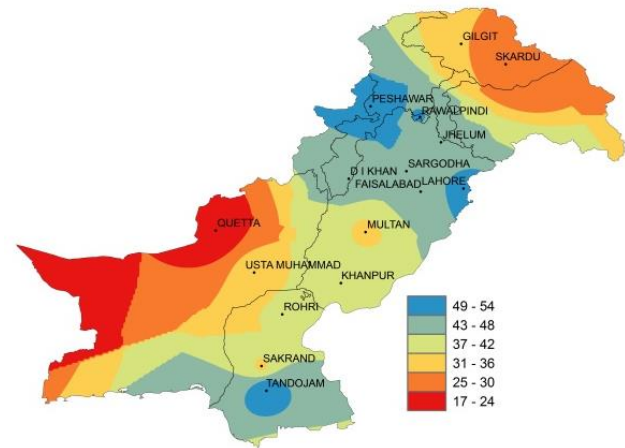 GILGIT
SKARDU
PESHAWAR
RAWALPINDI
JHELUM
SARGODHA
D I KHAN
FAISALABAD
LAHORE
QUETTA
MULTAN
USTA MUHAMMAD
KHANPUR
ROHRI
SAKRAND
TANDOJAM
49 - 54
43 - 48
37 - 42
31 - 36
25 - 30
17 - 24